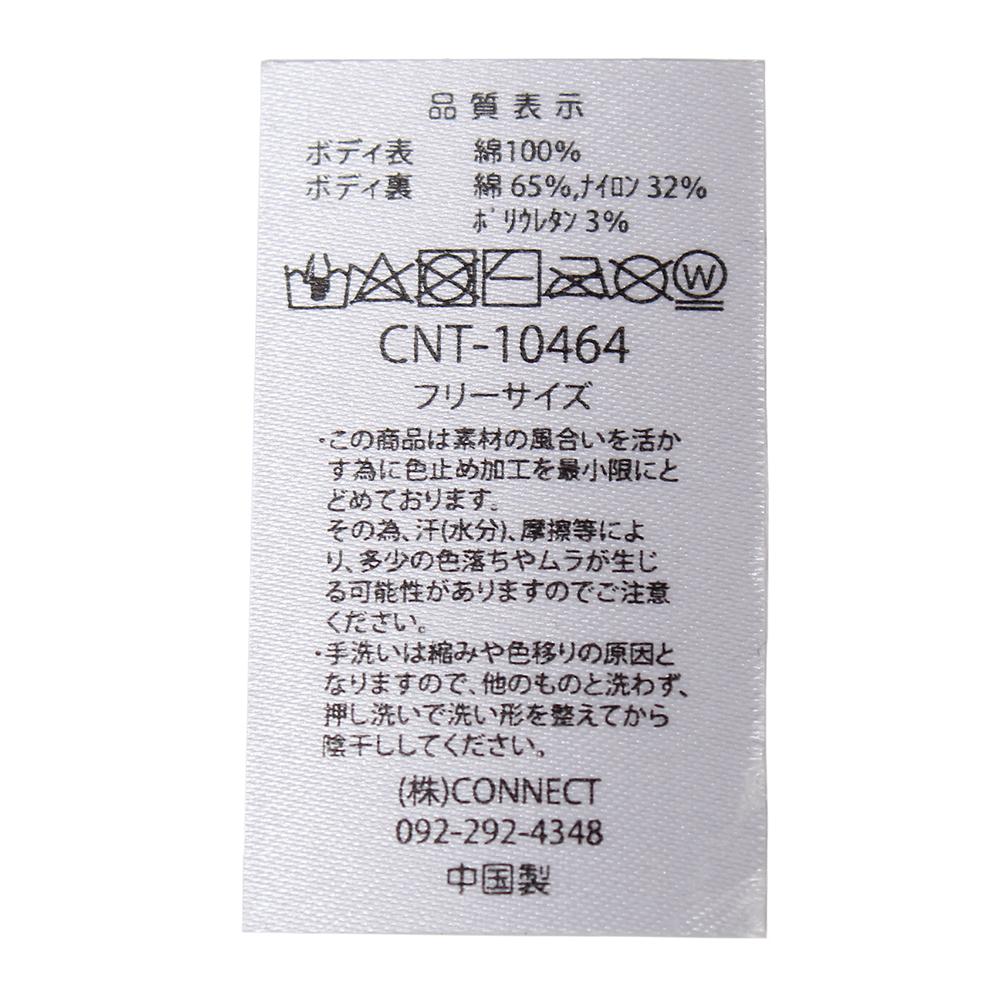 品質表示
ボディ表 綿100%
ボディ裏 綿65%,ナイロン32%
ポリウレタン3%
W
CNT-10464
フリーサイズ
・この商品は素材の風合いを活か
す為に色止め加工を最小限にと
どめております。
その為、汗(水分)、摩擦等によ
り、多少の色落ちやムラが生じ
る可能性がありますのでご注意
ください。
・手洗いは縮みや色移りの原因と
なりますので、他のものと洗わず、
押し洗いで洗い形を整えてから
陰干ししてください。
(株)CONNECT
092-292-4348
中国製